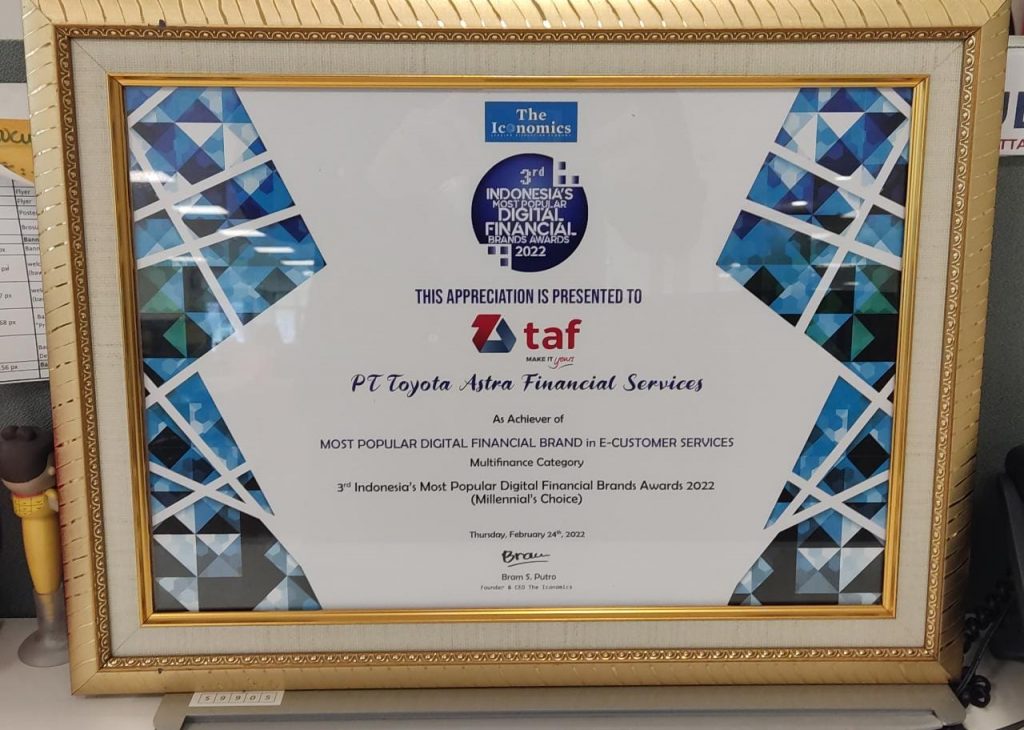 The
Iconomics
3rd
INDONESIA'S
MOST POPULAR
DIGITAL
FINANCIAL
BRANDS AWARDS
2022
THIS APPRECIATION IS PRESENTED TO
taf
MAKE IT yours
PT Toyota Astra Financial Services
As Achiever of
MOST POPULAR DIGITAL FINANCIAL BRAND in E-CUSTOMER SERVICES
Multifinance Category
3rd Indonesia's Most Popular Digital Financial Brands Awards 2022
(Millennial's Choice)
Thursday, February 24th, 2022
Bram S. Putro
Founder & CEO The Iconomics
59905
Flyer
Flyer